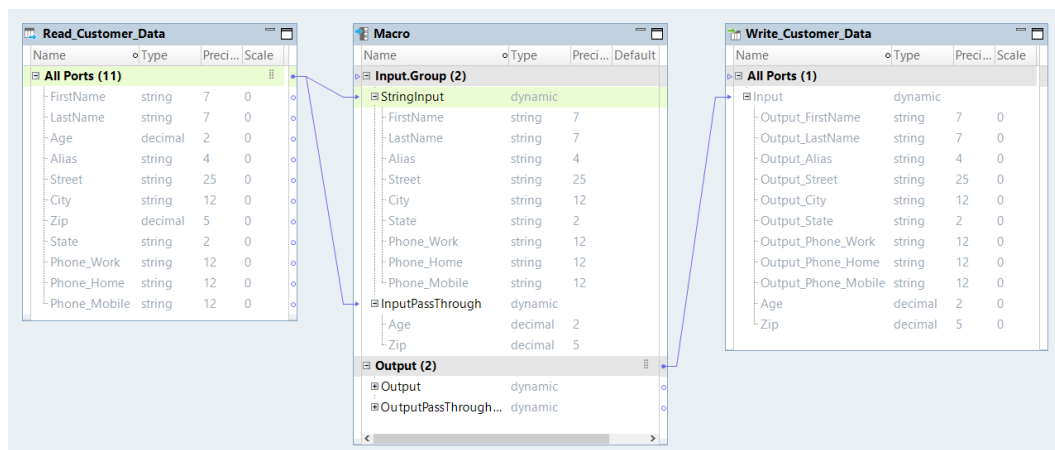 Read_Customer_Data
Name Type Preci... Scale
All Ports (11)
FirstName string 7 0
LastName string 7 0
Age decimal 2 0
Alias string 4 0
Street string 25 0
City string 12 0
Zip decimal 5 0
State string 2 0
Phone_Work string 12 0
Phone_Home string 12 0
Phone_Mobile string 12 0
Macro
Name Type Preci... Default
Input.Group (2)
StringInput dynamic
FirstName string 7
LastName string 7
Alias string 4
Street string 25
City string 12
State string 2
Phone_Work string 12
Phone_Home string 12
Phone_Mobile string 12
InputPassThrough dynamic
Age decimal 2
Zip decimal 5
Output (2)
Output dynamic
OutputPassThrough... dynamic
Write_Customer_Data
Name Type Preci... Scale
All Ports (1)
Input dynamic
Output_FirstName string 7 0
Output_LastName string 7 0
Output_Alias string 4 0
Output_Street string 25 0
Output_City string 12 0
Output_State string 2 0
Output_Phone_Work string 12 0
Output_Phone_Home string 12 0
Output_Phone_Mobile string 12 0
Age decimal 2 0
Zip decimal 5 0